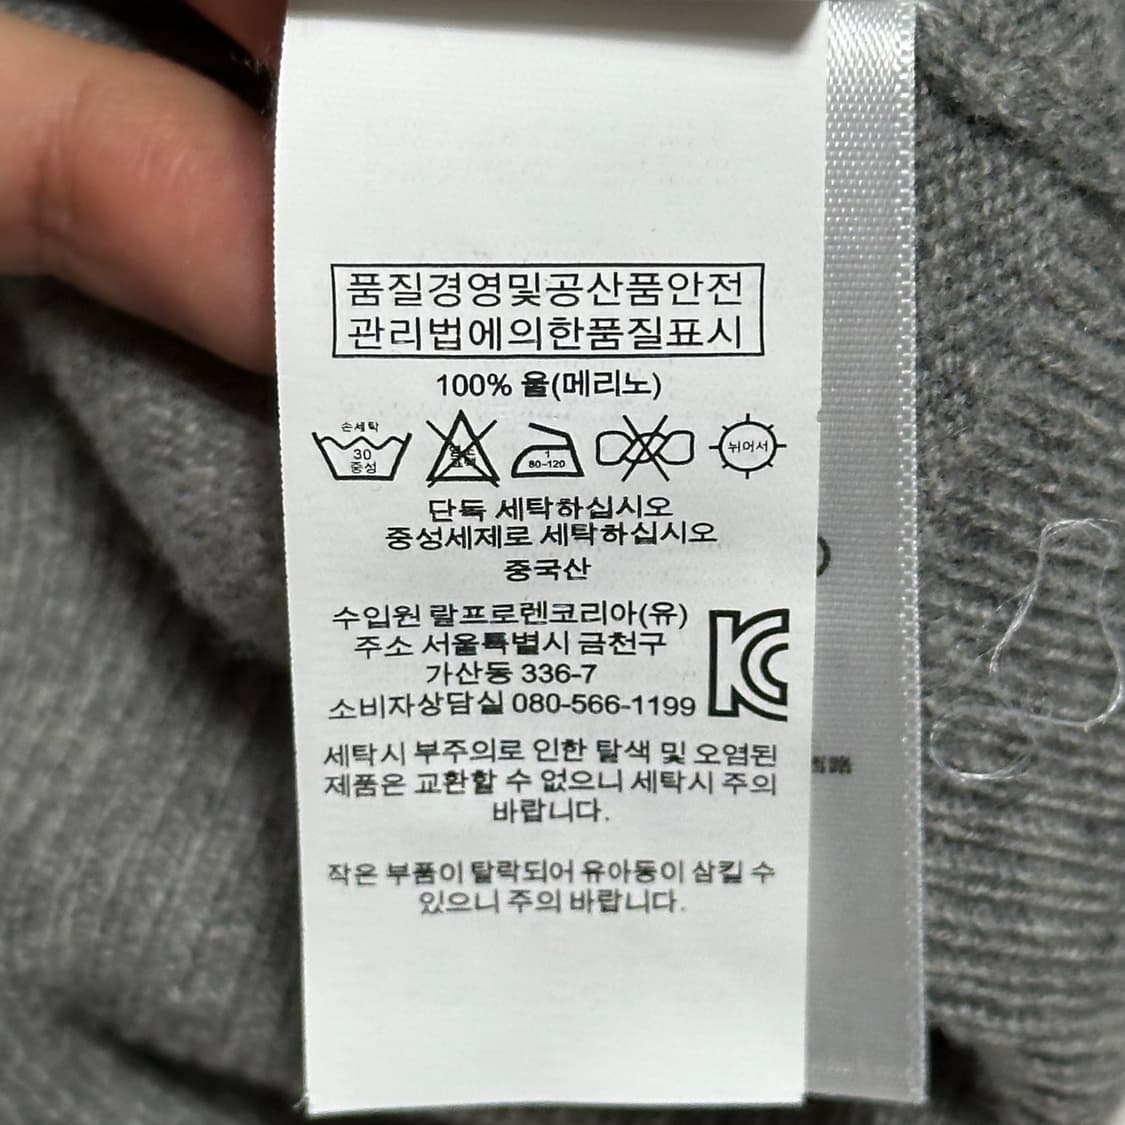 품질경영및공산품안전
관리법에의한품질표시
100% 울(메리노)
손세탁
30
중성
염소
표백
1
80~120
뉘어서
단독 세탁하십시오
중성세제로 세탁하십시오
중국산
수입원 랄프로렌코리아(유)
주소 서울특별시 금천구
가산동 336-7
소비자상담실 080-566-1199
세탁시 부주의로 인한 탈색 및 오염된
제품은 교환할 수 없으니 세탁시 주의
바랍니다.
작은 부품이 탈락되어 유아동이 삼킬 수
있으니 주의 바랍니다.